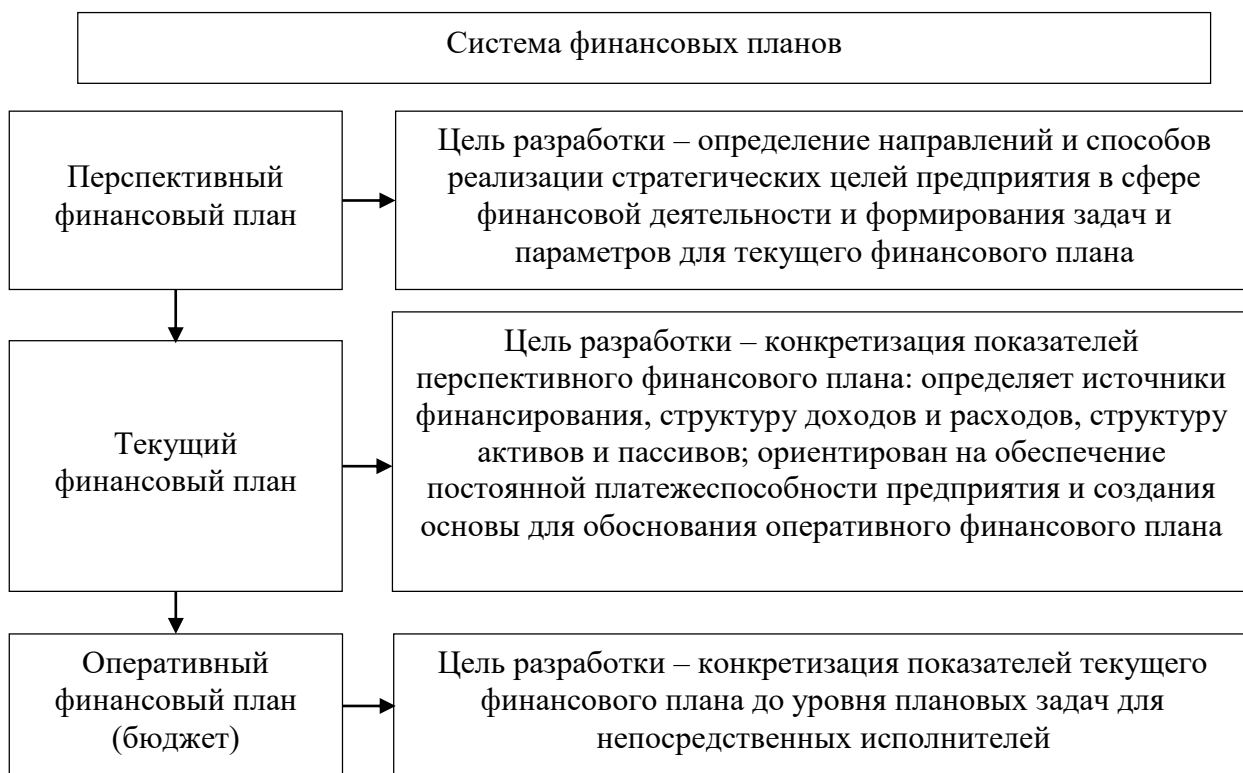 Система финансовых планов
Перспективный
финансовый план
Цель разработки – определение направлений и способов
реализации стратегических целей предприятия в сфере
финансовой деятельности и формирования задач и
параметров для текущего финансового плана
Текущий
финансовый план
Цель разработки – конкретизация показателей
перспективного финансового плана: определяет источники
финансирования, структуру доходов и расходов, структуру
активов и пассивов; ориентирован на обеспечение
постоянной платежеспособности предприятия и создания
основы для обоснования оперативного финансового плана
Оперативный
финансовый план
(бюджет)
Цель разработки – конкретизация показателей текущего
финансового плана до уровня плановых задач для
непосредственных исполнителей